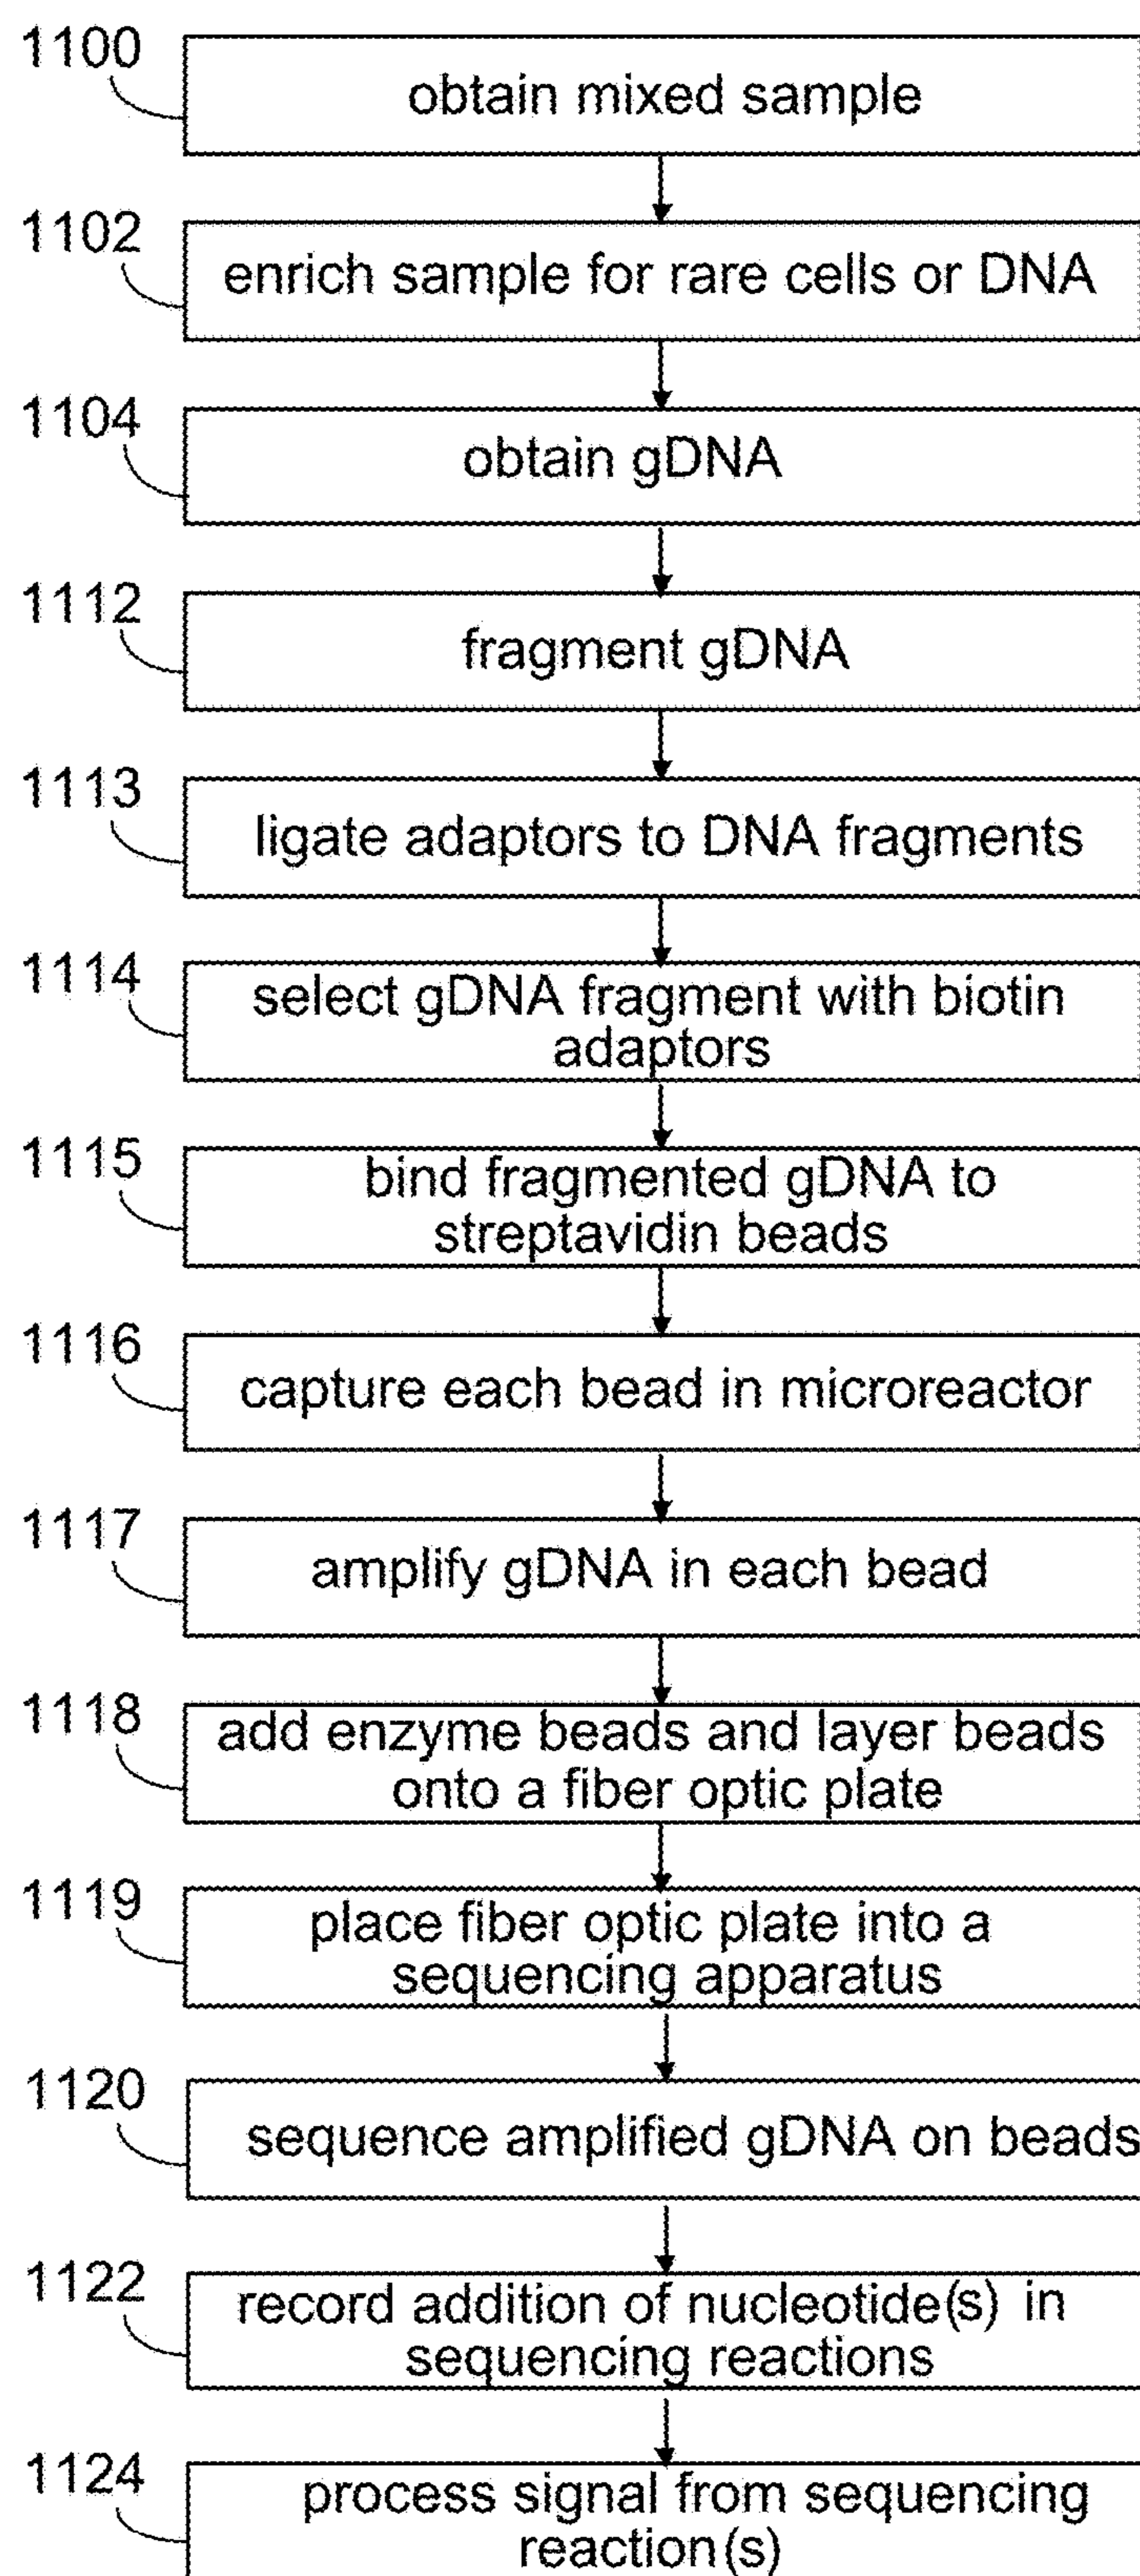 1100
obtain mixed sample
1102
enrich sample for rare cells or DNA
1104
obtain gDNA
1112
fragment gDNA
1113
ligate adaptors to DNA fragments
1114
select gDNA fragment with biotin
adaptors
1115
bind fragmented gDNA to
streptavidin beads
1116
capture each bead in microreactor
1117
amplify gDNA in each bead
1118
add enzyme beads and layer beads
onto a fiber optic plate
1119
place fiber optic plate into a
sequencing apparatus
1120
sequence amplified gDNA on beads
1122
record addition of nucleotide(s) in
sequencing reactions
1124
process signal from sequencing
reaction(s)